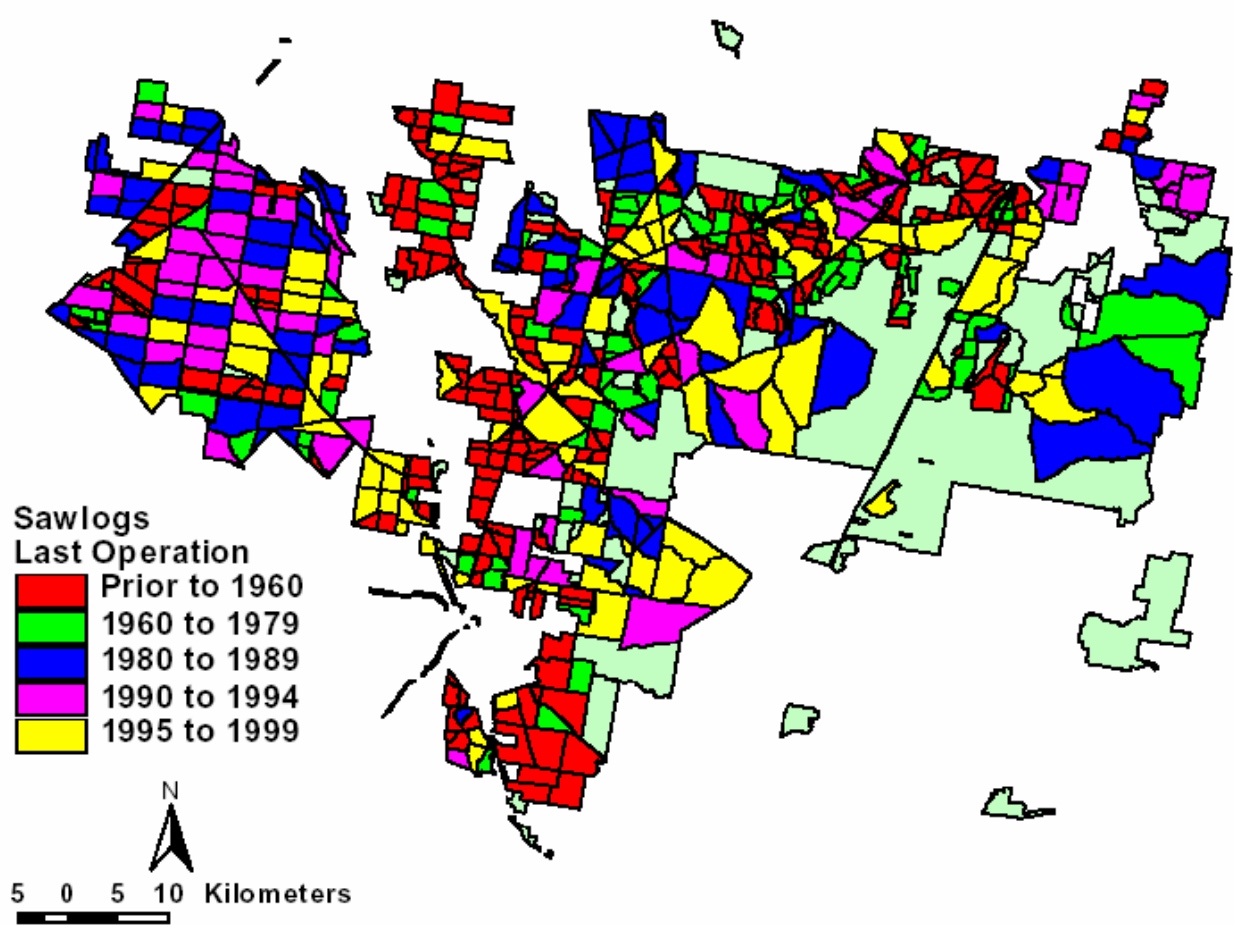 Sawlogs
Last Operation
Prior to 1960
1960 to 1979
1980 to 1989
1990 to 1994
1995 to 1999
N
5 0 5 10 Kilometers